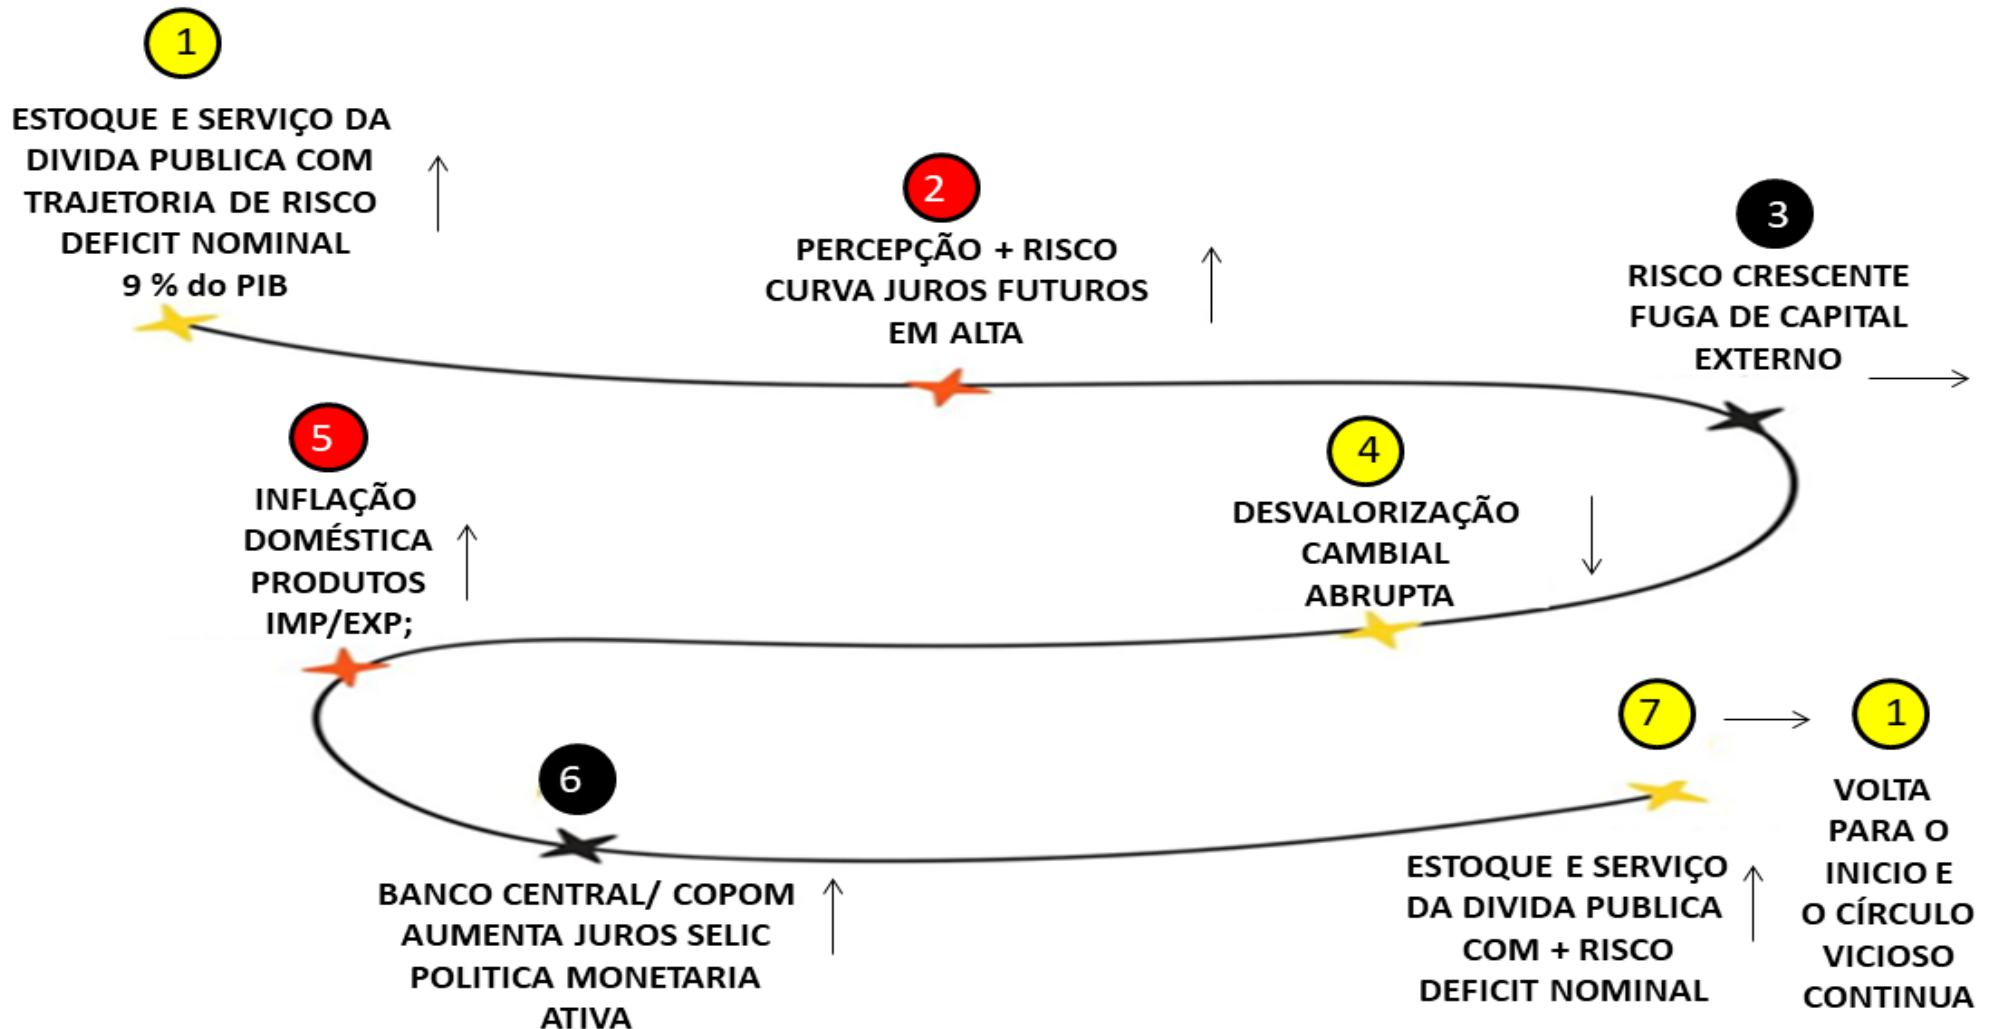 1
ESTOQUE E SERVIÇO DA
DIVIDA PUBLICA COM
TRAJETORIA DE RISCO
DEFICIT NOMINAL
9 % do PIB
2
PERCEPÇÃO + RISCO
CURVA JUROS FUTUROS
EM ALTA
3
RISCO CRESCENTE
FUGA DE CAPITAL
EXTERNO
4
DESVALORIZAÇÃO
CAMBIAL
ABRUPTA
5
INFLAÇÃO
DOMÉSTICA
PRODUTOS
IMP/EXP;
6
BANCO CENTRAL/ COPOM
AUMENTA JUROS SELIC
POLITICA MONETARIA
ATIVA
7
ESTOQUE E SERVIÇO
DA DIVIDA PUBLICA
COM + RISCO
DEFICIT NOMINAL
1
VOLTA
PARA O
INICIO E
O CÍRCULO
VICIOSO
CONTINUA